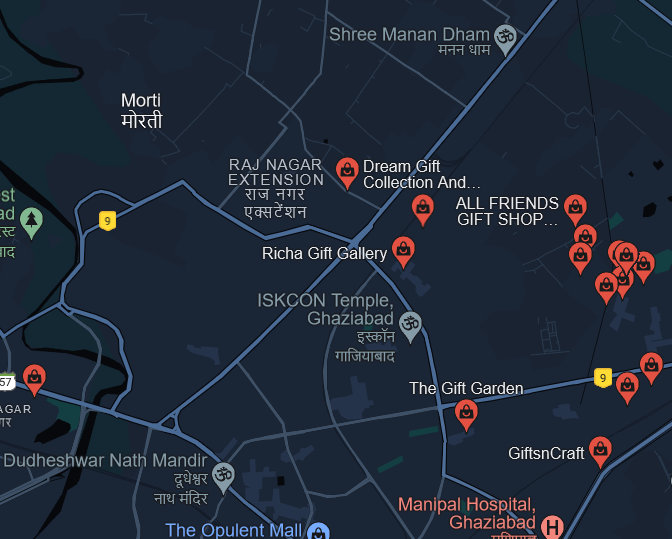 Shree Manan Dham
मनन धाम
Morti
मोरती
RAJ NAGAR
EXTENSION
राज नगर
एक्सटेंशन
Dream Gift
Collection And...
ALL FRIENDS
GIFT SHOP...
9
Richa Gift Gallery
ISKCON Temple,
Ghaziabad
इस्कॉन
गाजियाबाद
9
57
The Gift Garden
GiftsnCraft
Dudheshwar Nath Mandir
दूधेश्वर
नाथ मंदिर
Manipal Hospital,
Ghaziabad
The Opulent Mall